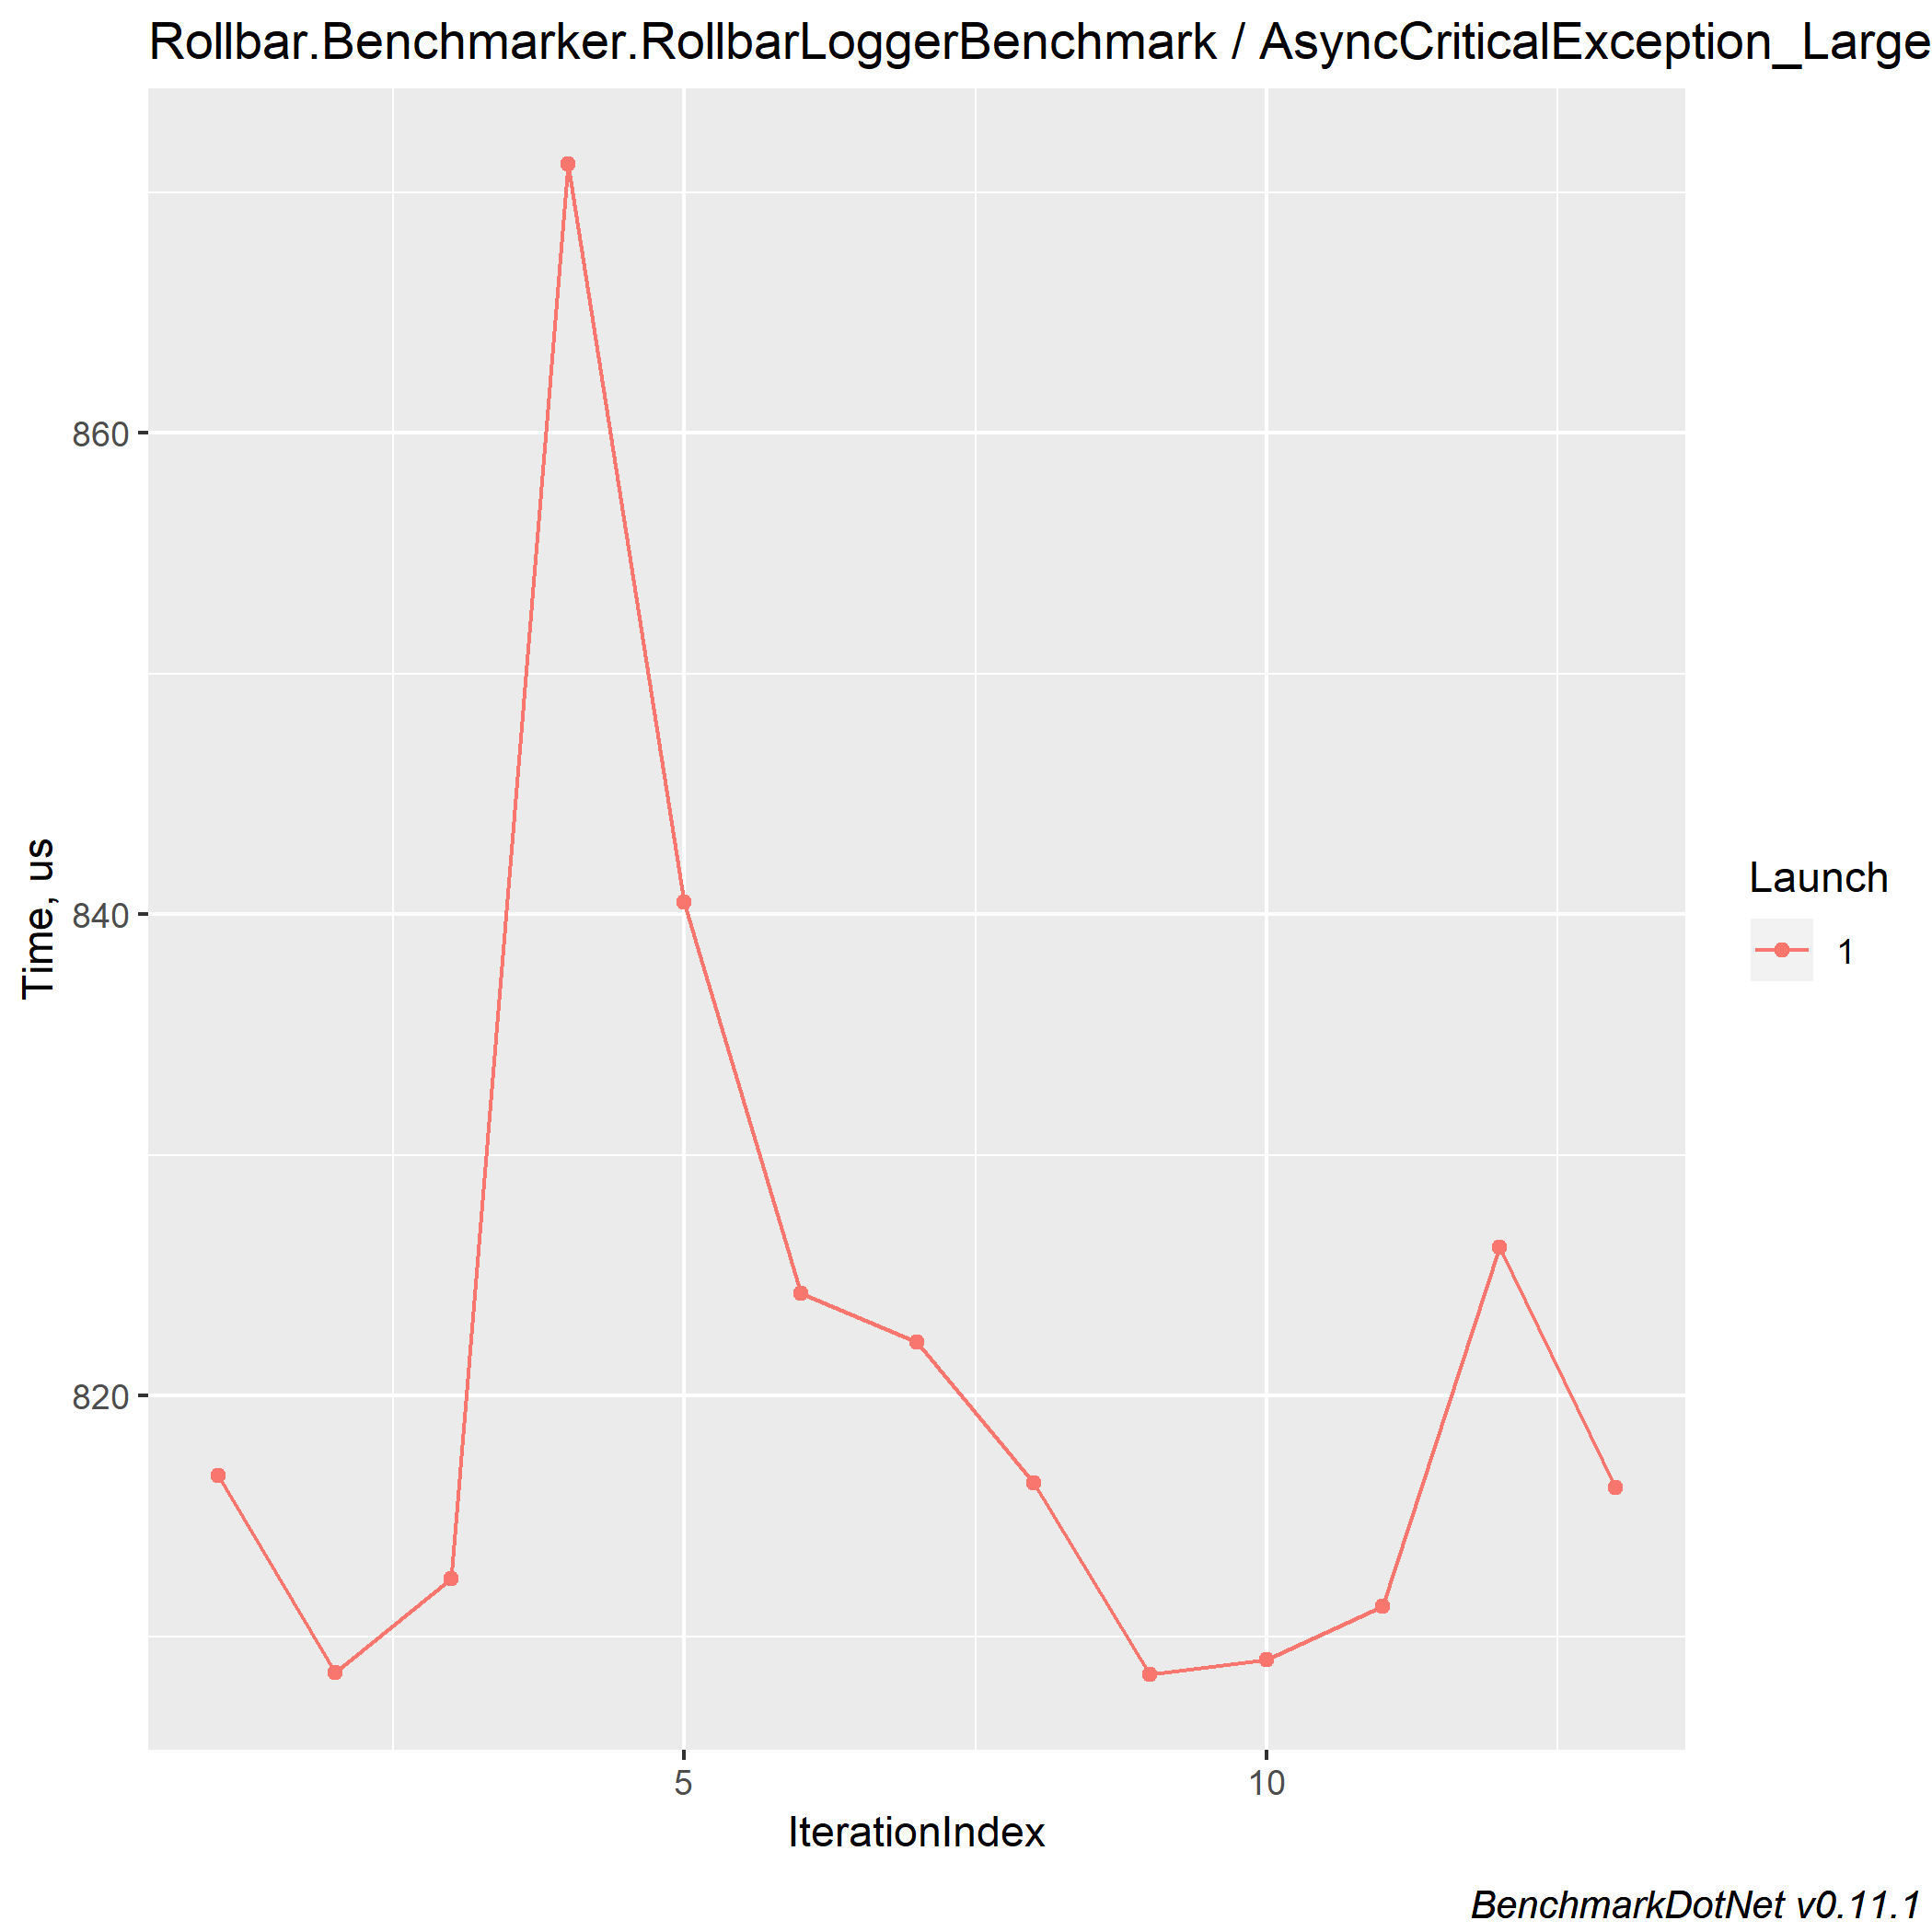 Rollbar.Benchmarker.RollbarLoggerBenchmark / AsyncCriticalException_Large
860
840
820
Time, us
5
10
IterationIndex
Launch
1
BenchmarkDotNet v0.11.1